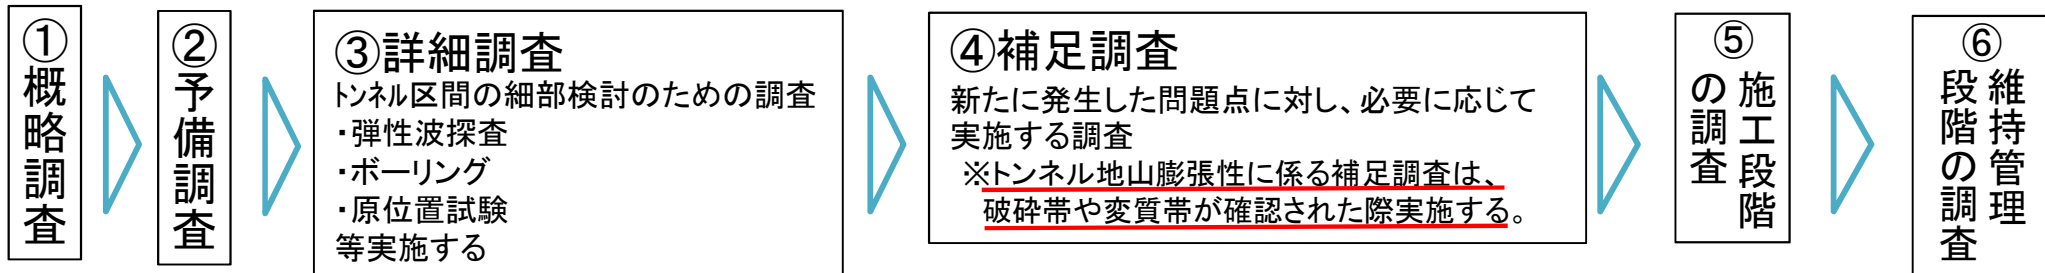 ①概略調査
②予備調査
③詳細調査
トンネル区間の細部検討のための調査
・弾性波探査
・ボーリング
・原位置試験
等実施する
④補足調査
新たに発生した問題点に対し、必要に応じて
実施する調査
※トンネル地山膨張性に係る補足調査は、
破砕帯や変質帯が確認された際実施する。
⑤
施工段階
の調査
⑥
維持管理
段階の調査